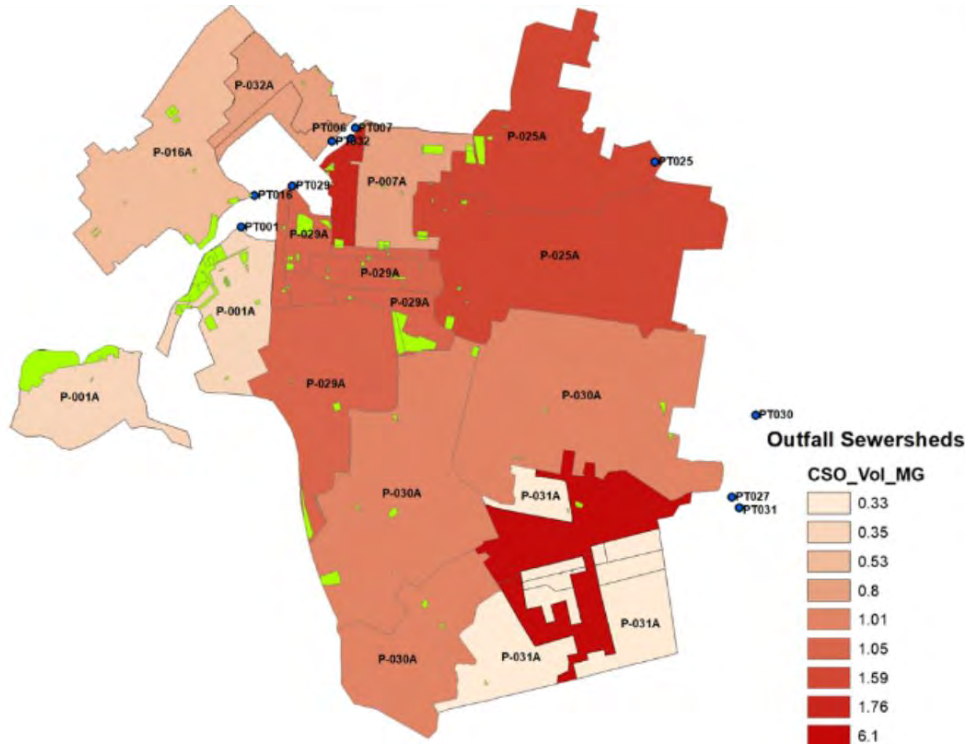 P-032A
PT006
PT007
PT032
P-025A
P-016A
PT025
P-007A
PT029
PT016
PT001
P-029A
P-025A
P-029A
P-029A
P-001A
P-029A
P-001A
P-030A
PT030
Outfall Sewersheds
CSO_Vol_MG
P-030A
P-031A
PT027
PT031
0.33
0.35
0.53
0.8
1.01
P-031A
1.05
P-030A
P-031A
1.59
1.76
6.1